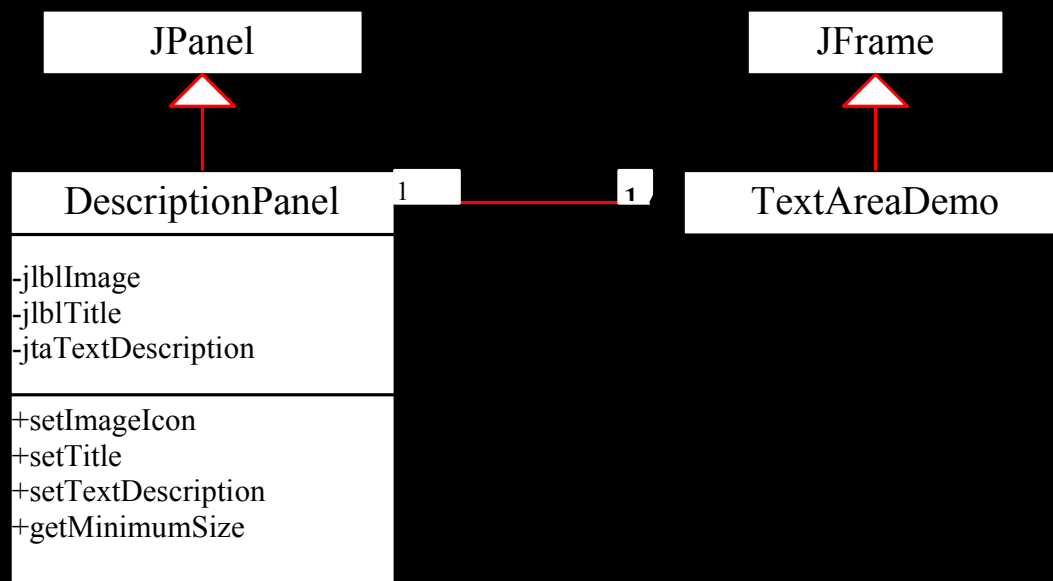 JPanel
JFrame
DescriptionPanel
1
1
TextAreaDemo
-jlblImage
-jlblTitle
-jtaTextDescription
+setImageIcon
+setTitle
+setTextDescription
+getMinimumSize